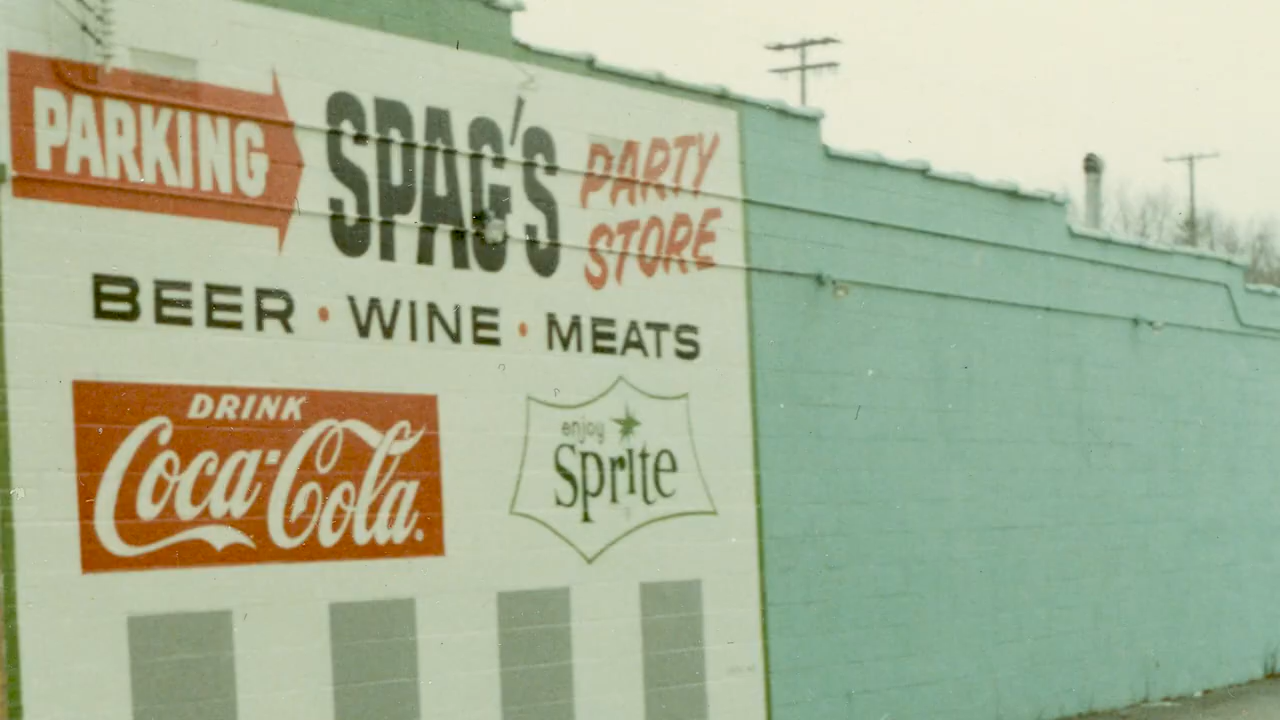 PARKING
SPAG'S
PARTY
STORE
BEER • WINE • MEATS
DRINK
Coca-Cola.
enjoy
Sprite